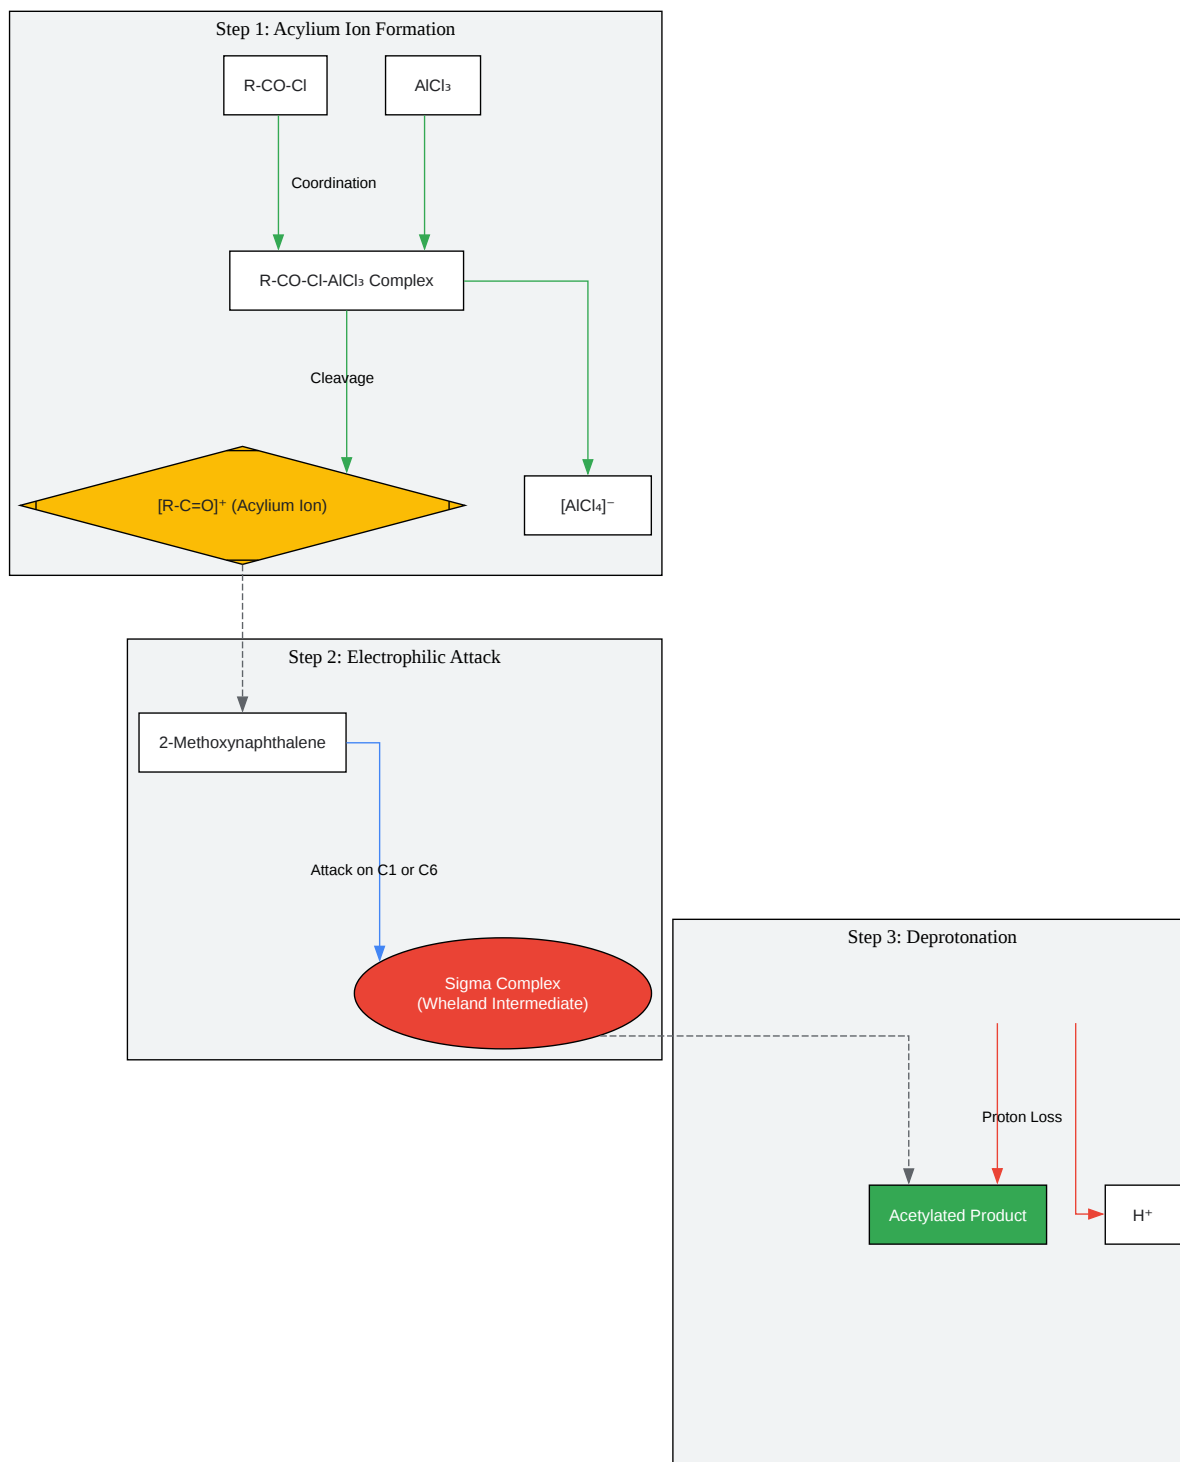 Step 1: Acylium Ion Formation
R-CO-Cl
AlCl₃
Coordination
R-CO-Cl-AlCl₃ Complex
Cleavage
[R-C=O]⁺ (Acylium Ion)
[AlCl₄]⁻
Step 2: Electrophilic Attack
2-Methoxynaphthalene
Attack on C1 or C6
Sigma Complex
(Wheland Intermediate)
Step 3: Deprotonation
Proton Loss
Acetylated Product
H⁺